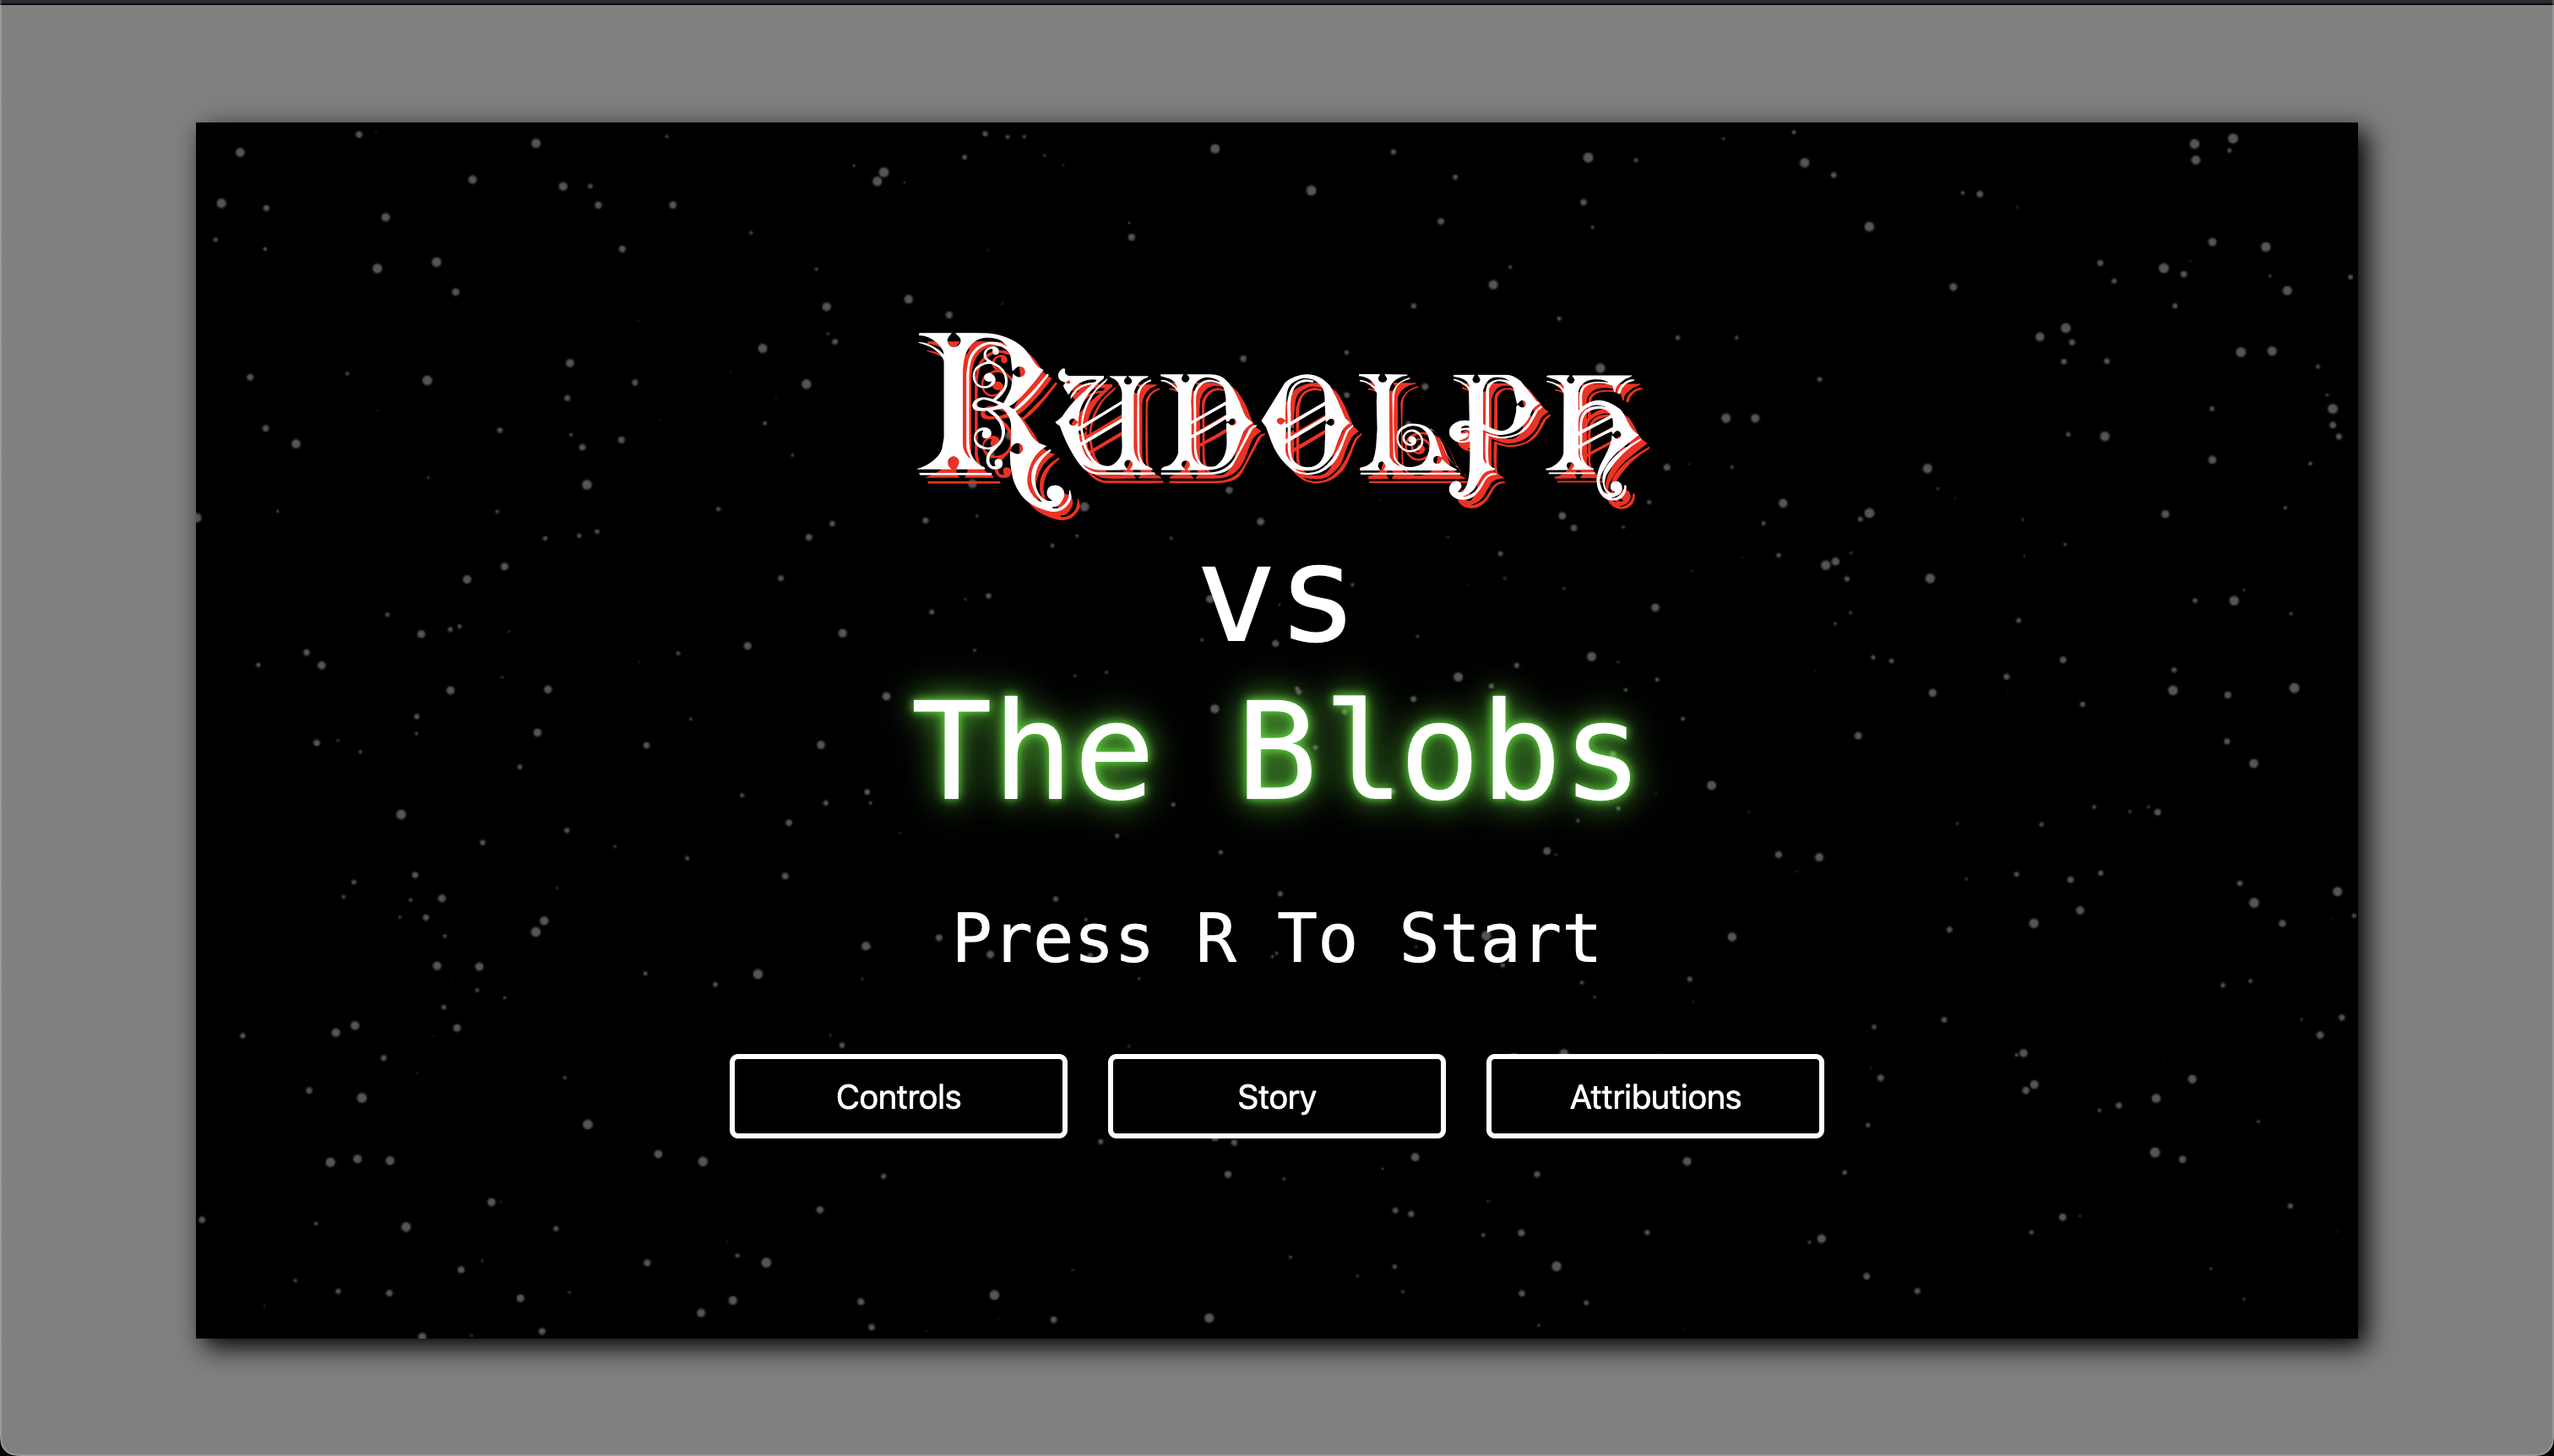 Rudolph
vs
The Blobs
Press R To Start
Controls
Story
Attributions